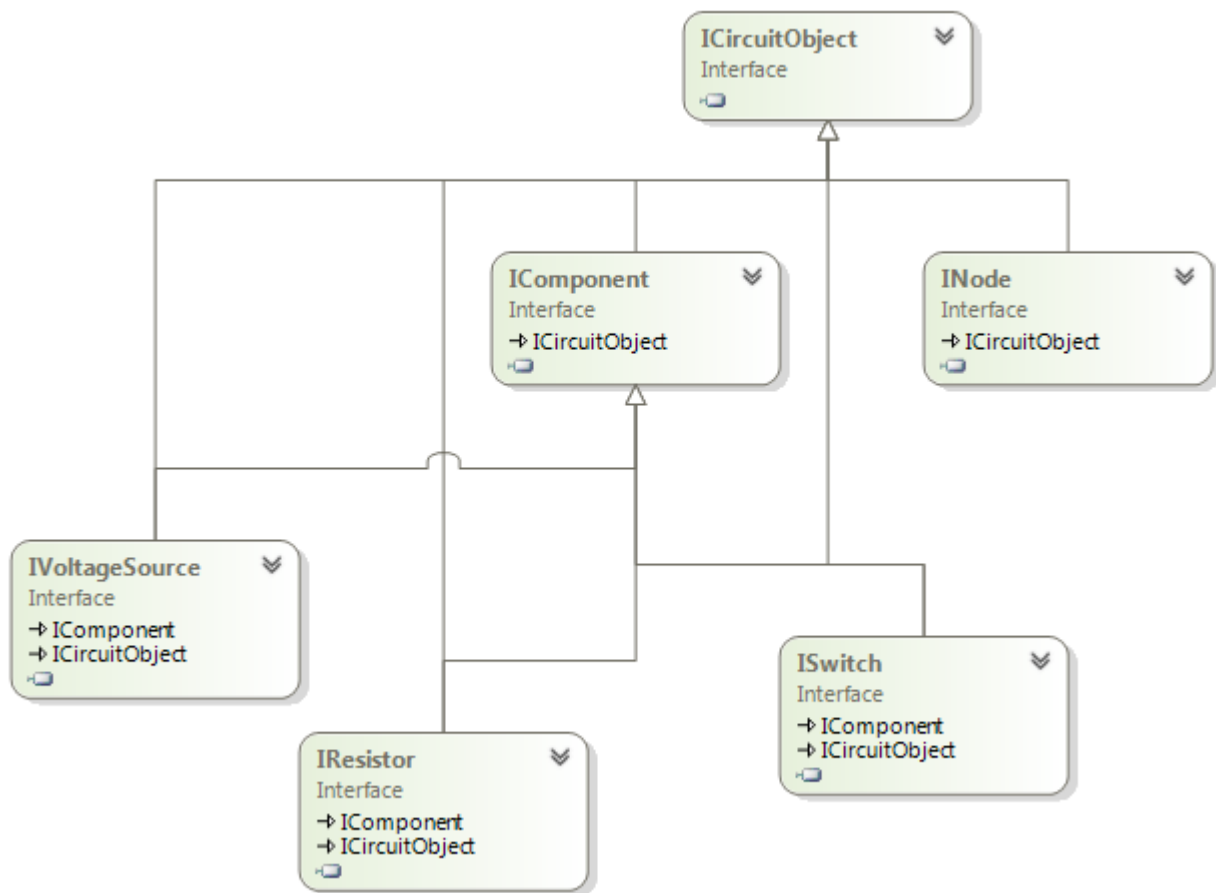 ICircuitObject
Interface
IComponent
Interface
ICircuitObject
INode
Interface
ICircuitObject
IVoltageSource
Interface
IComponent
ICircuitObject
ISwitch
Interface
IComponent
ICircuitObject
IResistor
Interface
IComponent
ICircuitObject